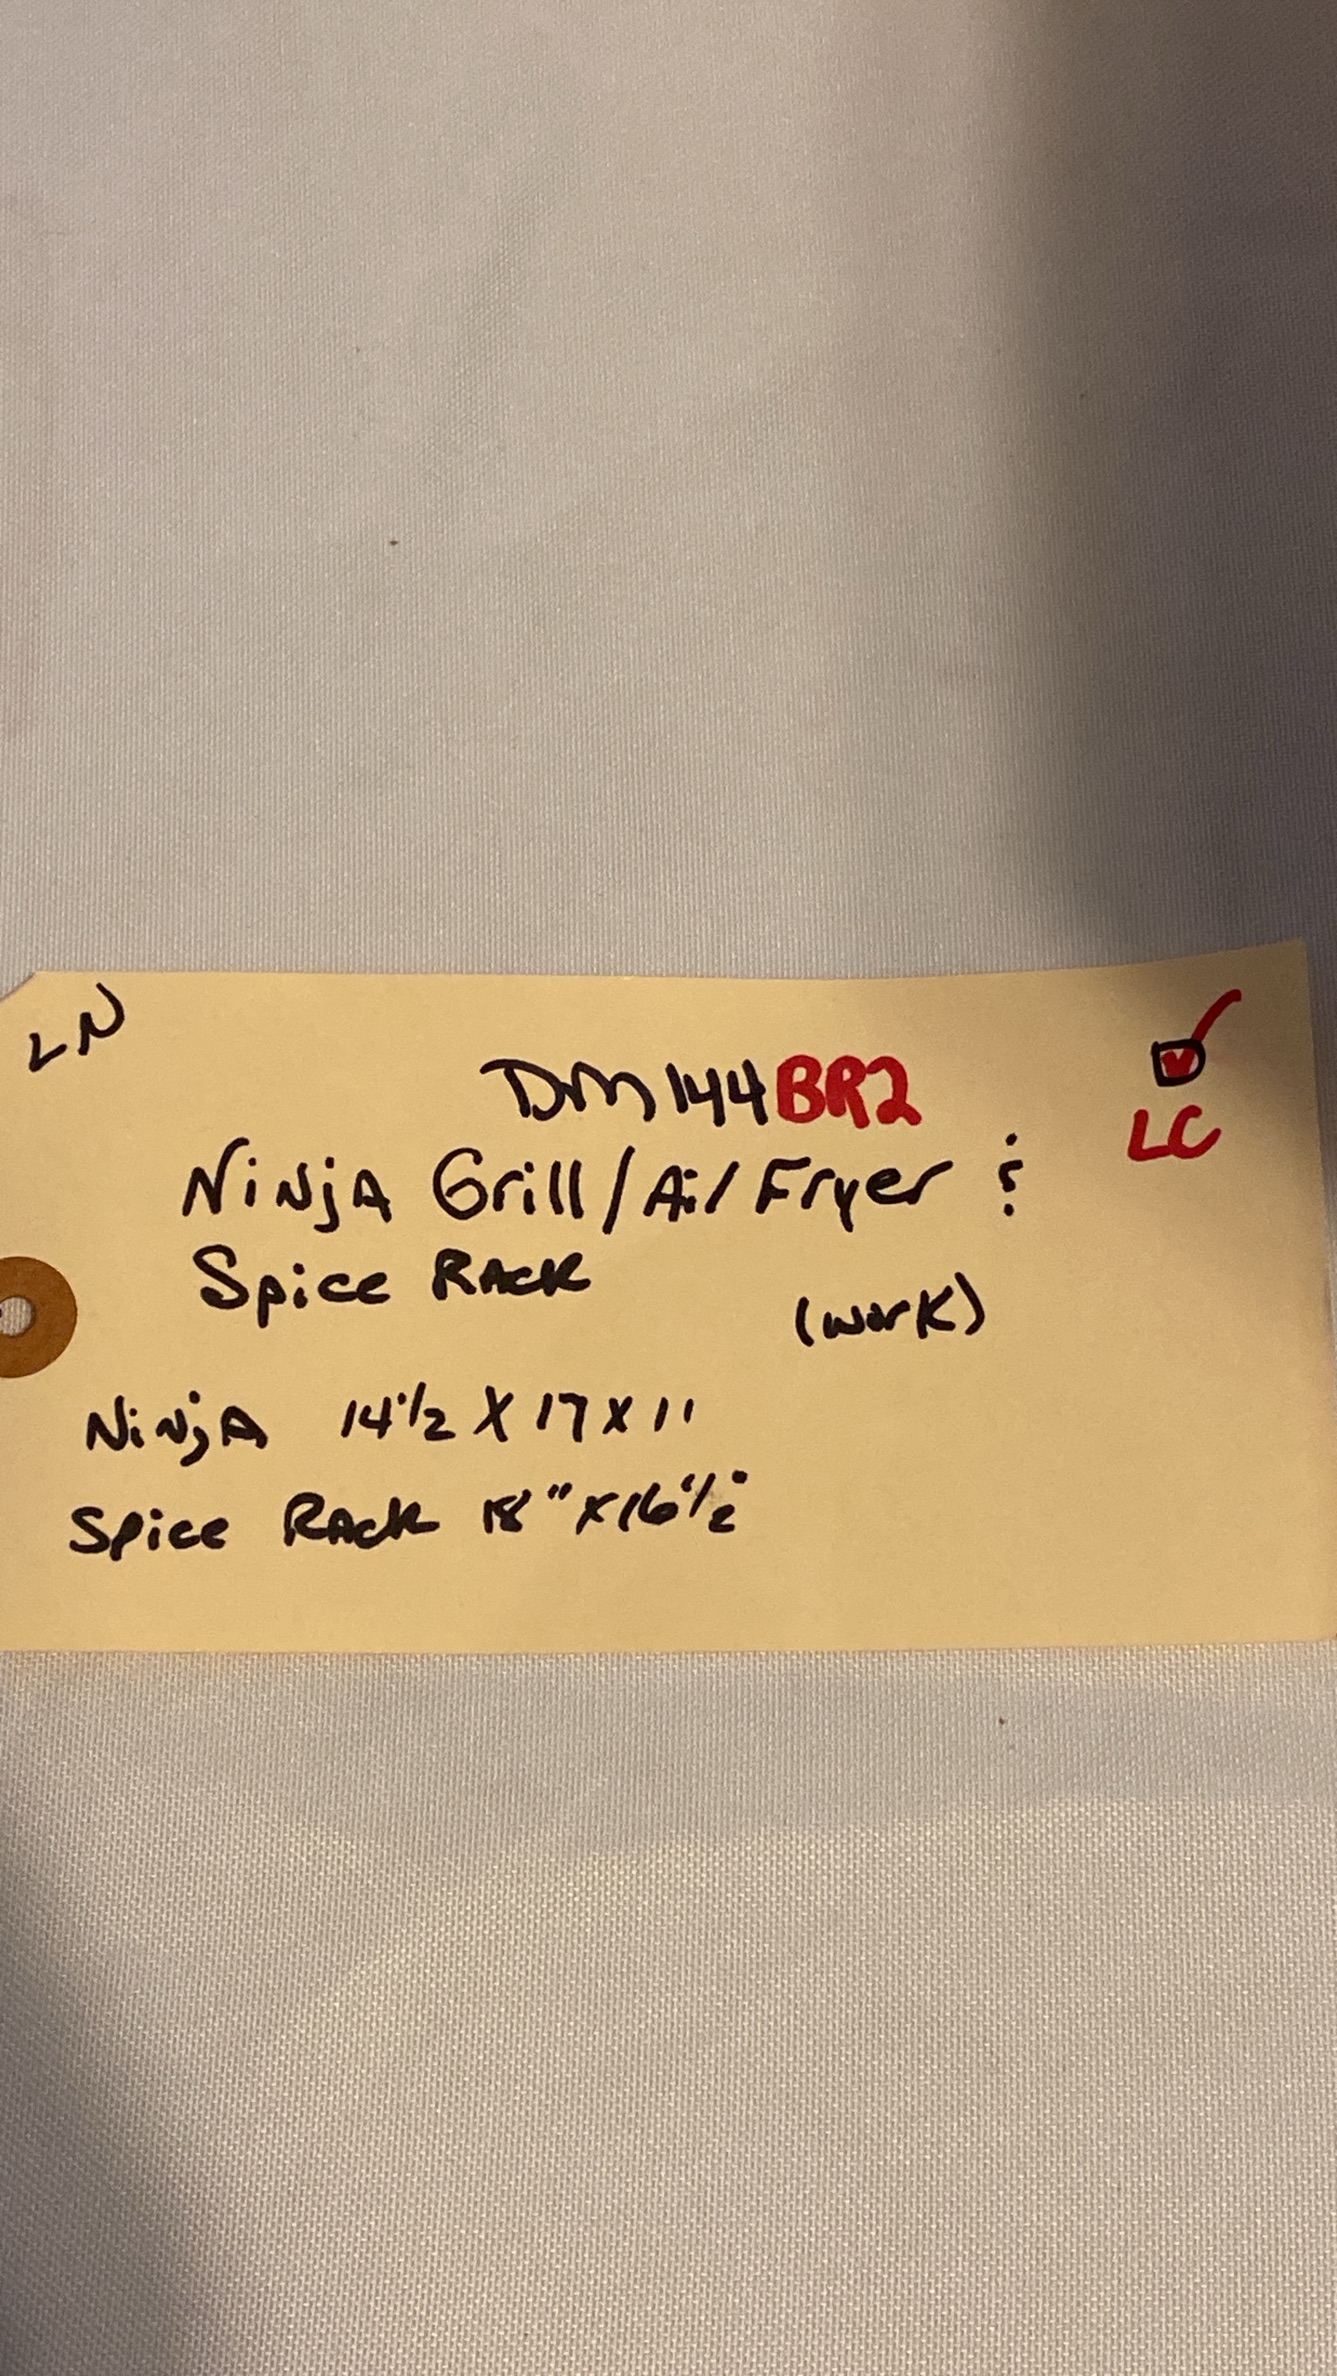 LN
DM144BR2
LC
Ninja Grill/Air Fryer &
Spice Rack
(work)
Ninja 14½ X 17 X 11
Spice Rack 18" X 16½"